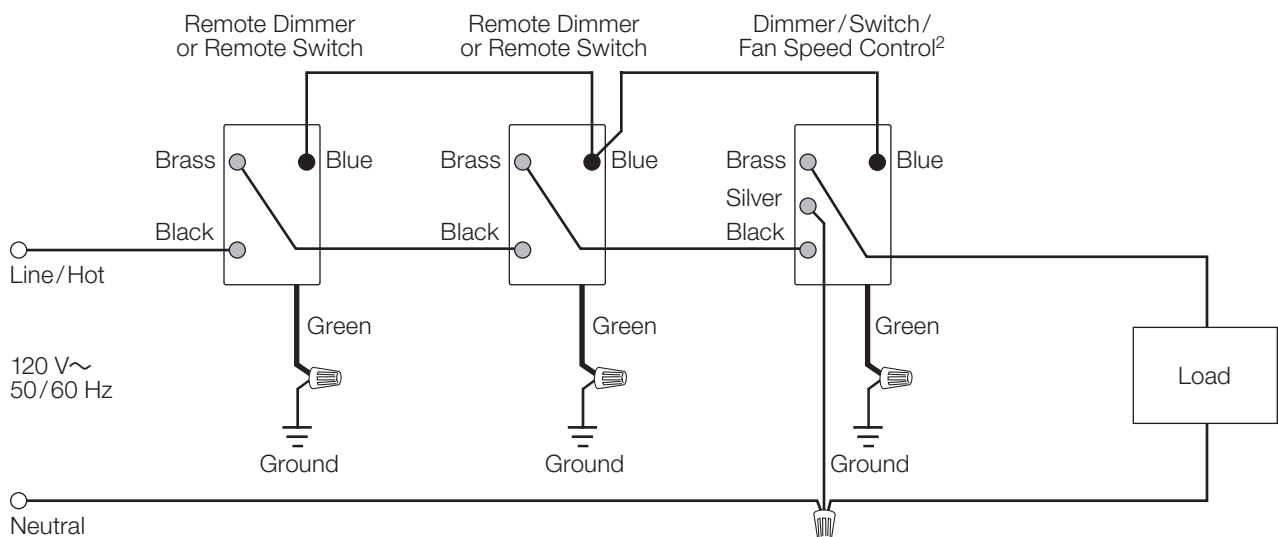 Remote Dimmer
or Remote Switch
Remote Dimmer
or Remote Switch
Dimmer/Switch/
Fan Speed Control²
Brass
Blue
Brass
Blue
Brass
Blue
Silver
Black
Black
Black
Line/Hot
Green
Green
Green
120 V~
50/60 Hz
Load
Ground
Ground
Ground
Neutral